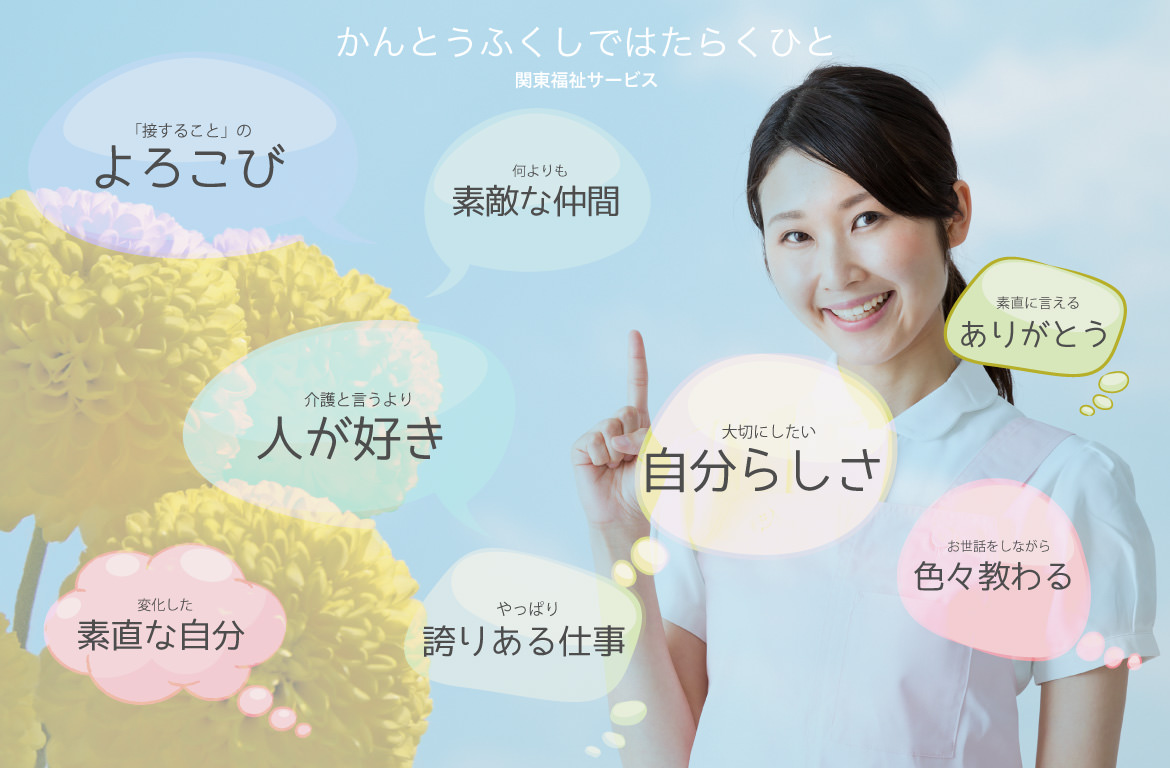 かんとうふくしではたらくひと
関東福祉サービス
「接すること」の
よろこび
何よりも
素敵な仲間
素直に言える
ありがとう
介護と言うより
人が好き
大切にしたい
自分らしさ
お世話をしながら
色々教わる
変化した
素直な自分
やっぱり
誇りある仕事